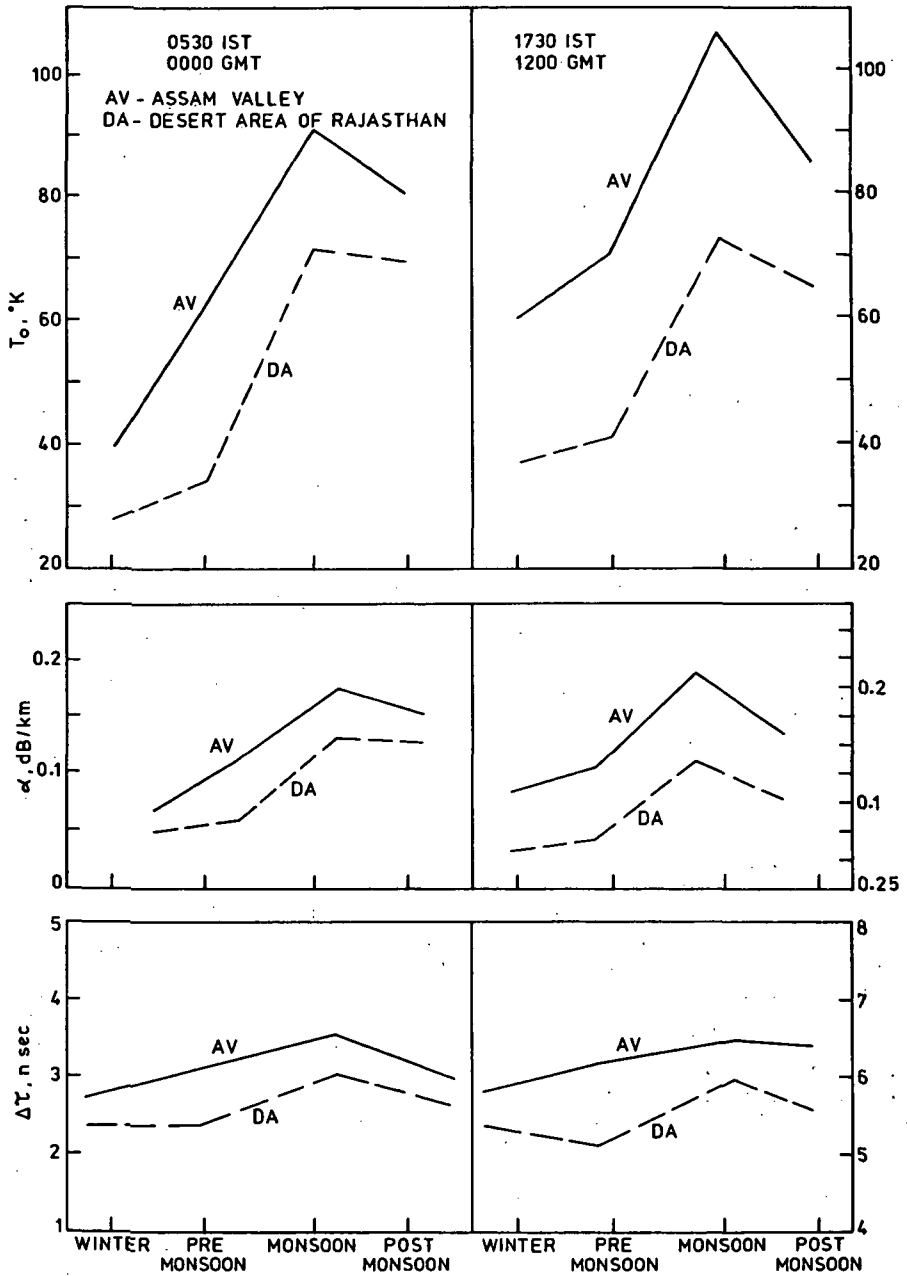 0530 IST
0000 GMT
AV - ASSAM VALLEY
DA - DESERT AREA OF RAJASTHAN
1730 IST
1200 GMT
T₀, °K
100
80
60
40
20
AV
DA
AV
DA
100
80
60
40
20
α, dB/km
0.2
0.1
0
AV
DA
AV
DA
0.2
0.1
0.25
Δτ, n sec
5
4
3
2
1
AV
DA
AV
DA
8
7
6
5
4
WINTER
PRE
MONSOON
MONSOON
POST
MONSOON
WINTER
PRE
MONSOON
MONSOON
POST
MONSOON